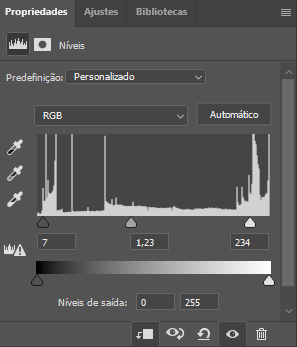 Propriedades Ajustes Bibliotecas
Níveis
Predefinição: Personalizado
RGB Automático
7 1,23 234
Níveis de saída: 0 255